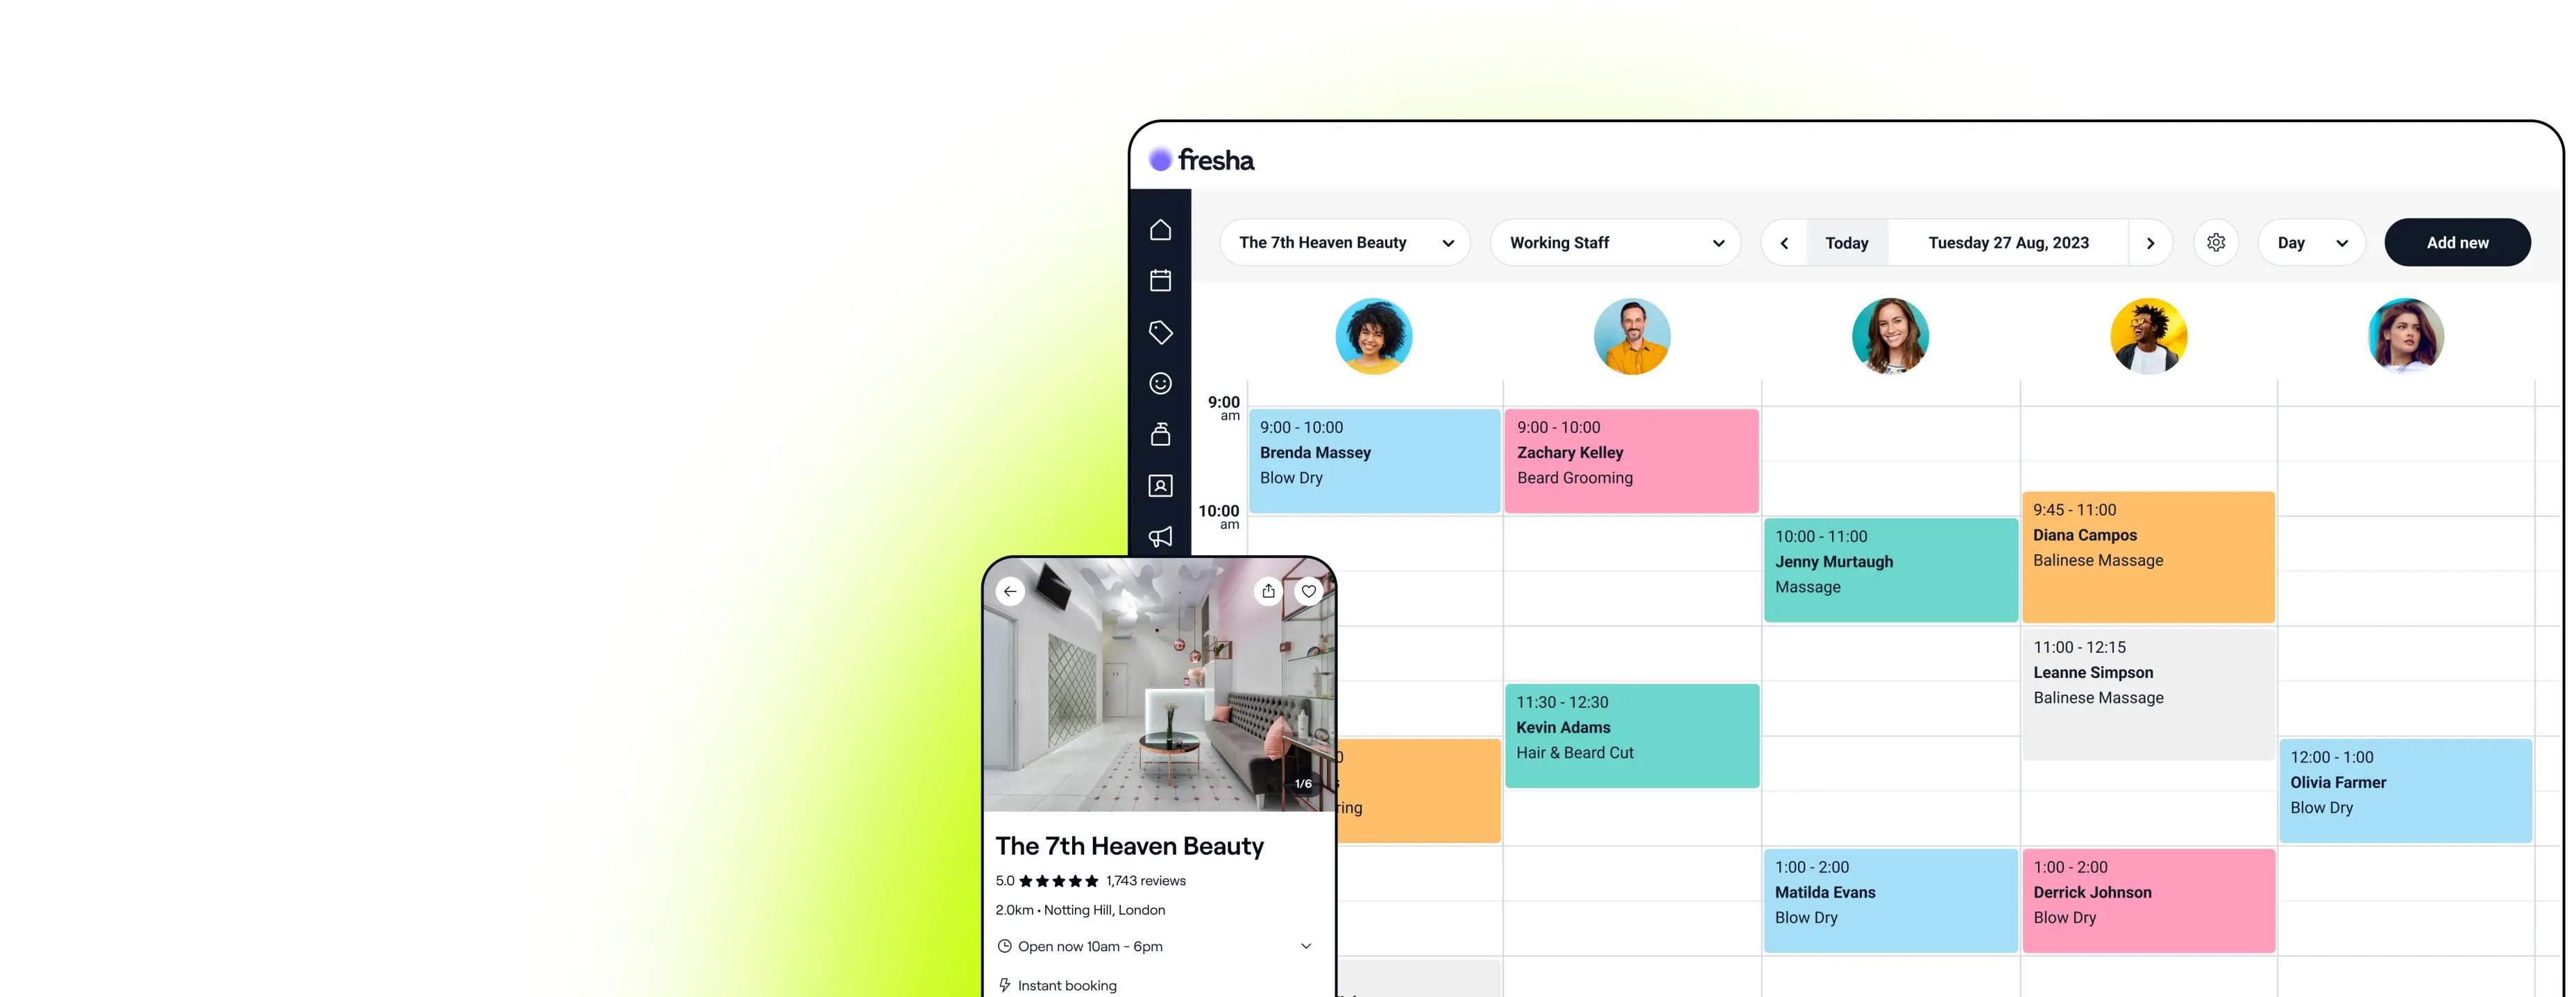 fresha
The 7th Heaven Beauty
Working Staff
Today
Tuesday 27 Aug, 2023
Day
Add new
9:00
am
9:00 - 10:00
Brenda Massey
Blow Dry
9:00 - 10:00
Zachary Kelley
Beard Grooming
10:00
am
9:45 - 11:00
Diana Campos
Balinese Massage
10:00 - 11:00
Jenny Murtaugh
Massage
11:00 - 12:15
Leanne Simpson
Balinese Massage
11:30 - 12:30
Kevin Adams
Hair & Beard Cut
12:00 - 1:00
Olivia Farmer
Blow Dry
1:00 - 2:00
Matilda Evans
Blow Dry
1:00 - 2:00
Derrick Johnson
Blow Dry
1/6
The 7th Heaven Beauty
5.0 ★★★★★ 1,743 reviews
2.0km • Notting Hill, London
Open now 10am - 6pm
Instant booking